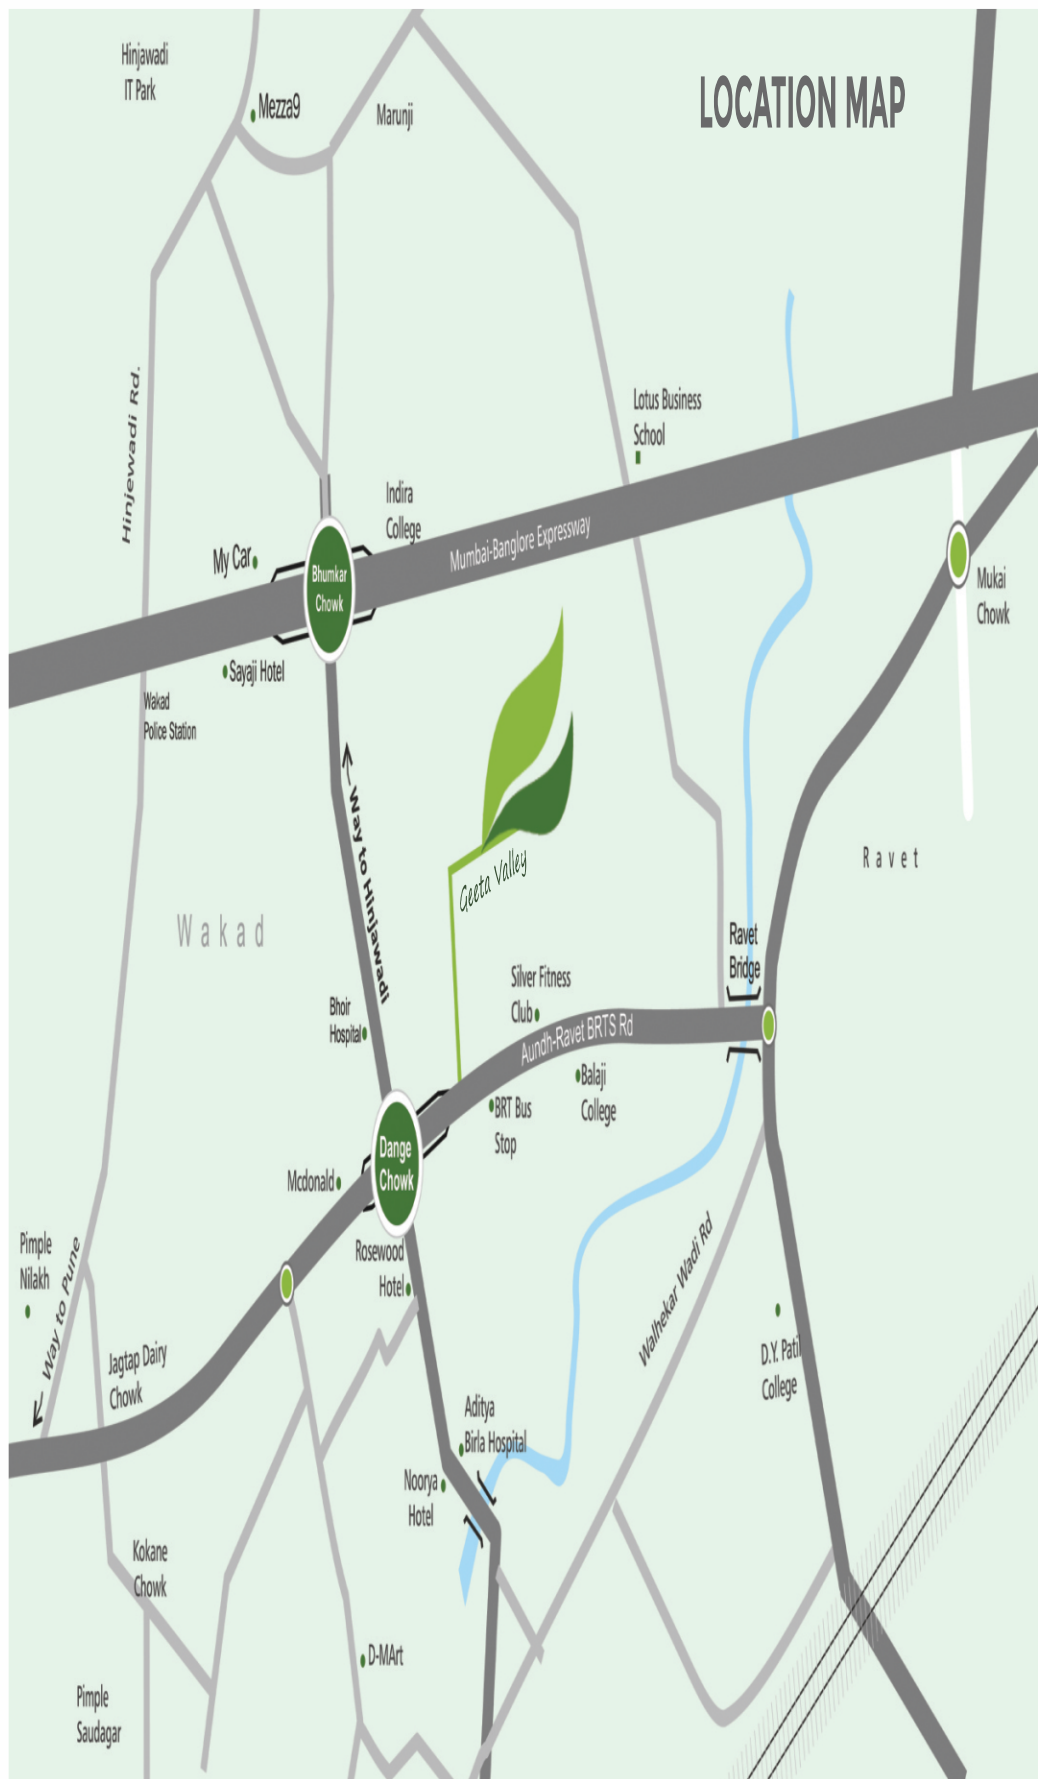 Hinjawadi
IT Park
Mezza9
Marunji
LOCATION MAP
Hinjewadi Rd.
Lotus Business
School
Indira
College
Mumbai-Banglore Expressway
My Car
Bhumkar
Chowk
Mukai
Chowk
Sayaji Hotel
Wakad
Police Station
Way to Hinjawadi
Geeta Valley
Ravet
Wakad
Ravet
Bridge
Silver Fitness
Club
Bhoir
Hospital
Aundh-Ravet BRTS Rd
Balaji
College
BRT Bus
Stop
Dange
Chowk
Mcdonald
Rosewood
Hotel
Pimple
Nilakh
Way to Pune
Walhekar Wadi Rd
Jagtap Dairy
Chowk
D.Y. Patil
College
Aditya
Birla Hospital
Noorya
Hotel
Kokane
Chowk
D-MArt
Pimple
Saudagar